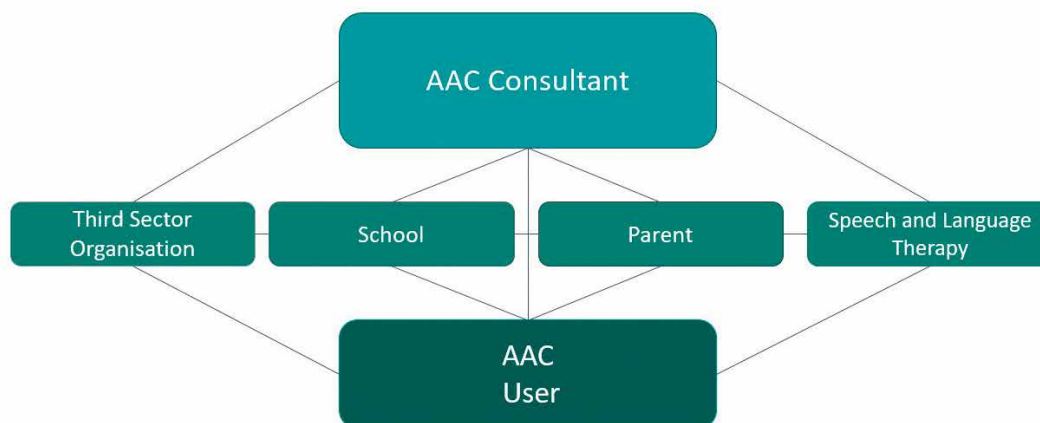 AAC Consultant
Third Sector
Organisation
School
Parent
Speech and Language
Therapy
AAC
User